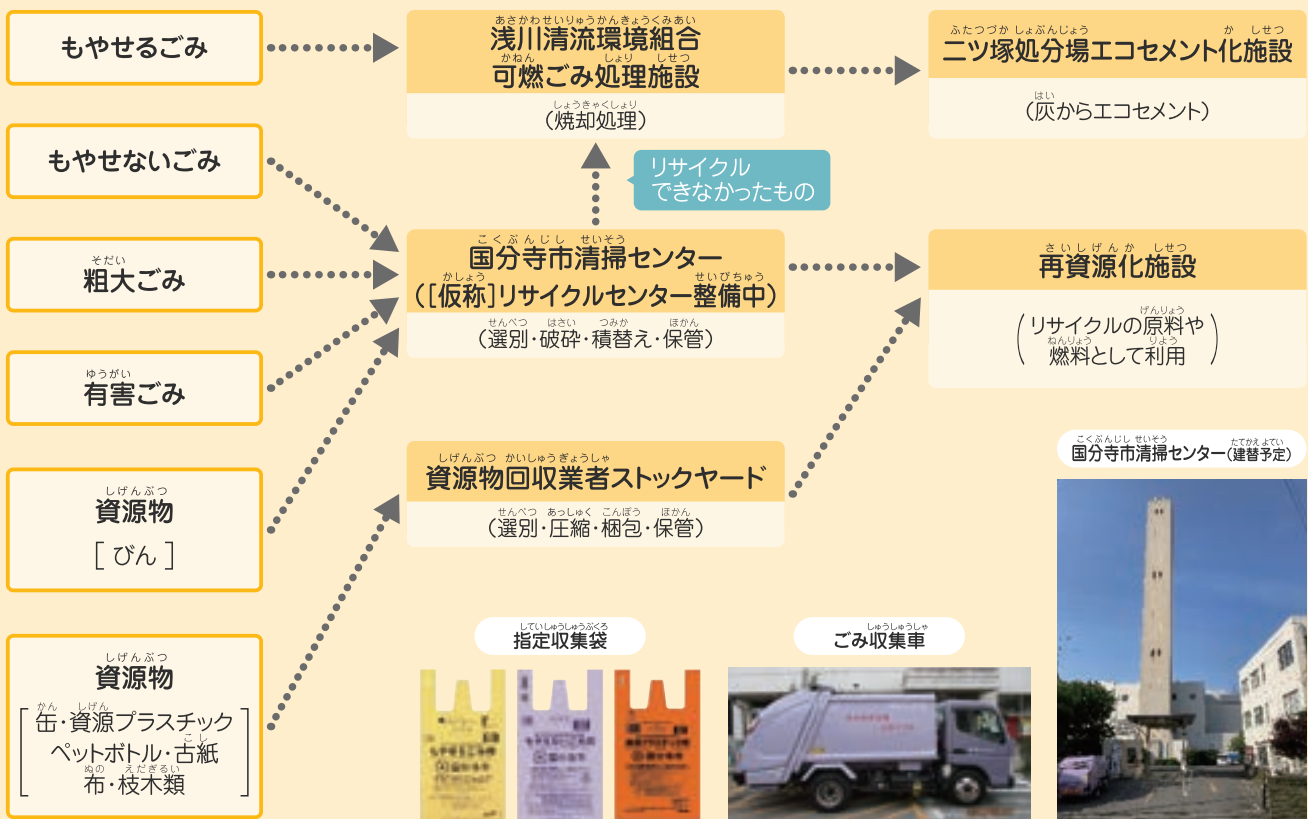 もやせるごみ
あさかわせいりゅうかんきょうくみあい
浅川清流環境組合
かねん しょり しせつ
可燃ごみ処理施設
しょうきゃくしょり
(焼却処理)
ふたつづか しょぶんじょう か しせつ
二ツ塚処分場エコセメント化施設
はい
(灰からエコセメント)
もやせないごみ
リサイクル
できなかったもの
そだい
粗大ごみ
こくぶんじし せいそう
国分寺市清掃センター
かしょう せいびちゅう
([仮称]リサイクルセンター整備中)
せんべつ はさい つみか ほかん
(選別・破砕・積替え・保管)
さいしげんか しせつ
再資源化施設
げんりょう
(リサイクルの原料や
ねんりょう りよう
燃料として利用)
ゆうがい
有害ごみ
しげんぶつ
資源物
[びん]
しげんぶつ かいしゅうぎょうしゃ
資源物回収業者ストックヤード
せんべつ あっしゅく こんぽう ほかん
(選別・圧縮・梱包・保管)
しげんぶつ
資源物
かん しげん
[缶・資源プラスチック
こし
ペットボトル・古紙
ぬの えだぎるい
布・枝木類]
していしゅうしゅうぶくろ
指定収集袋
しゅうしゅうしゃ
ごみ収集車
こくぶんじし せいそう たてかえ よてい
国分寺市清掃センター(建替予定)